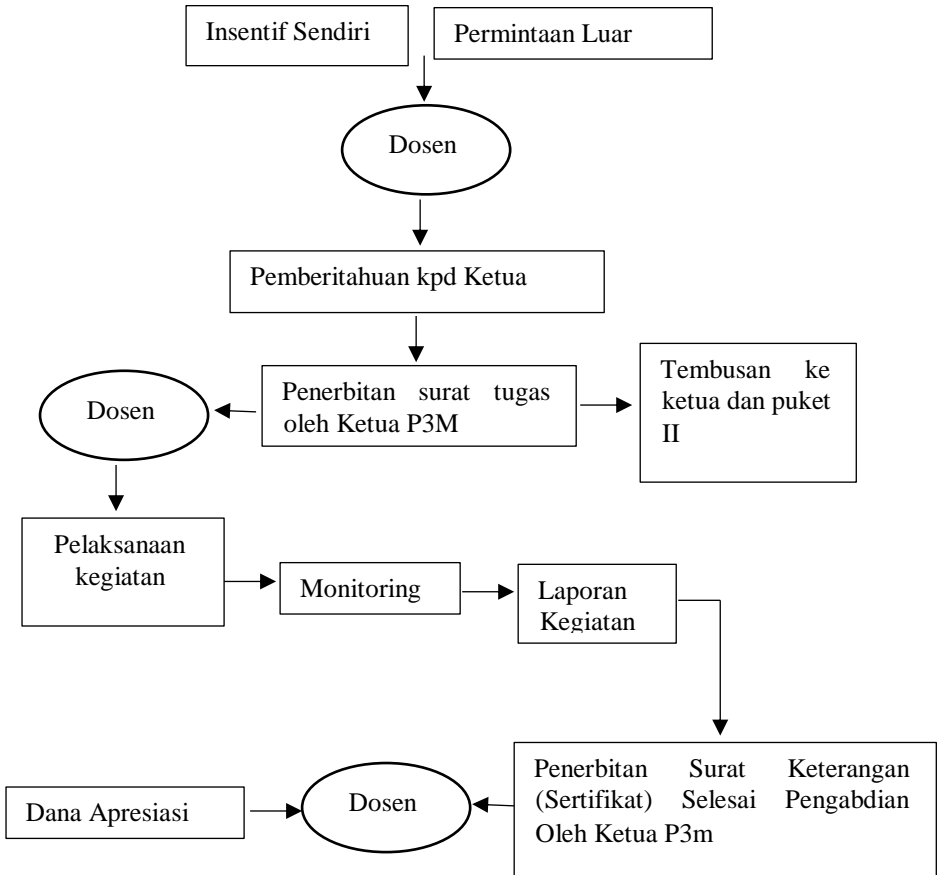 Insentif Sendiri
Permintaan Luar
Dosen
Pemberitahuan kpd Ketua
Penerbitan surat tugas
oleh Ketua P3M
Tembusan ke
ketua dan puket
II
Dosen
Pelaksanaan
kegiatan
Monitoring
Laporan
Kegiatan
Penerbitan Surat Keterangan
(Sertifikat) Selesai Pengabdian
Oleh Ketua P3m
Dosen
Dana Apresiasi